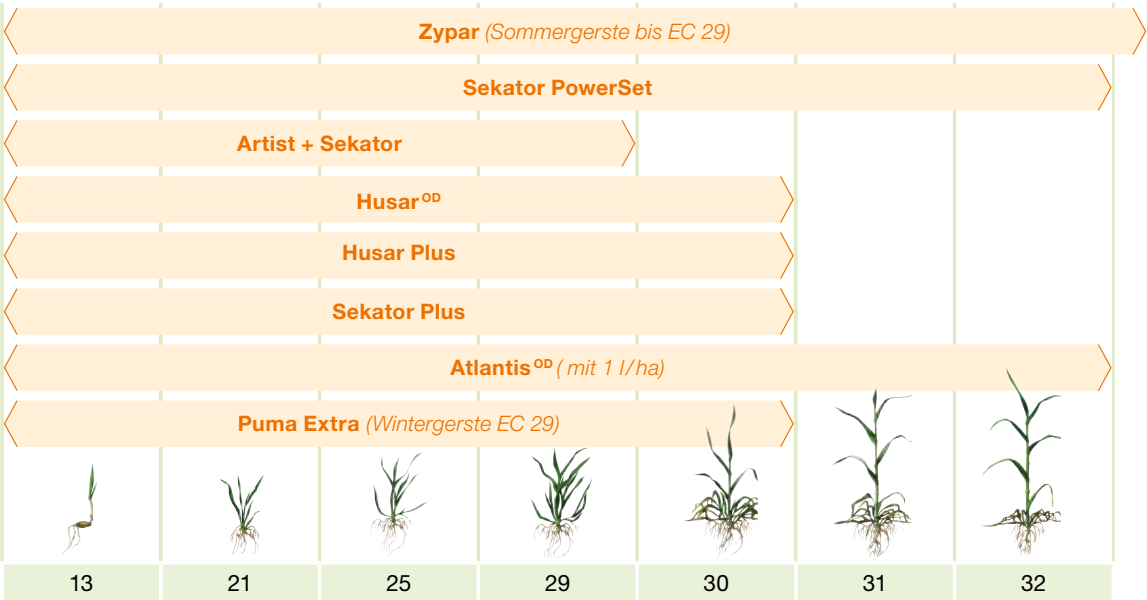 Zypar (Sommergerste bis EC 29)
Sekator PowerSet
Artist + Sekator
Husar OD
Husar Plus
Sekator Plus
Atlantis OD ( mit 1 l/ha)
Puma Extra (Wintergerste EC 29)
13 21 25 29 30 31 32